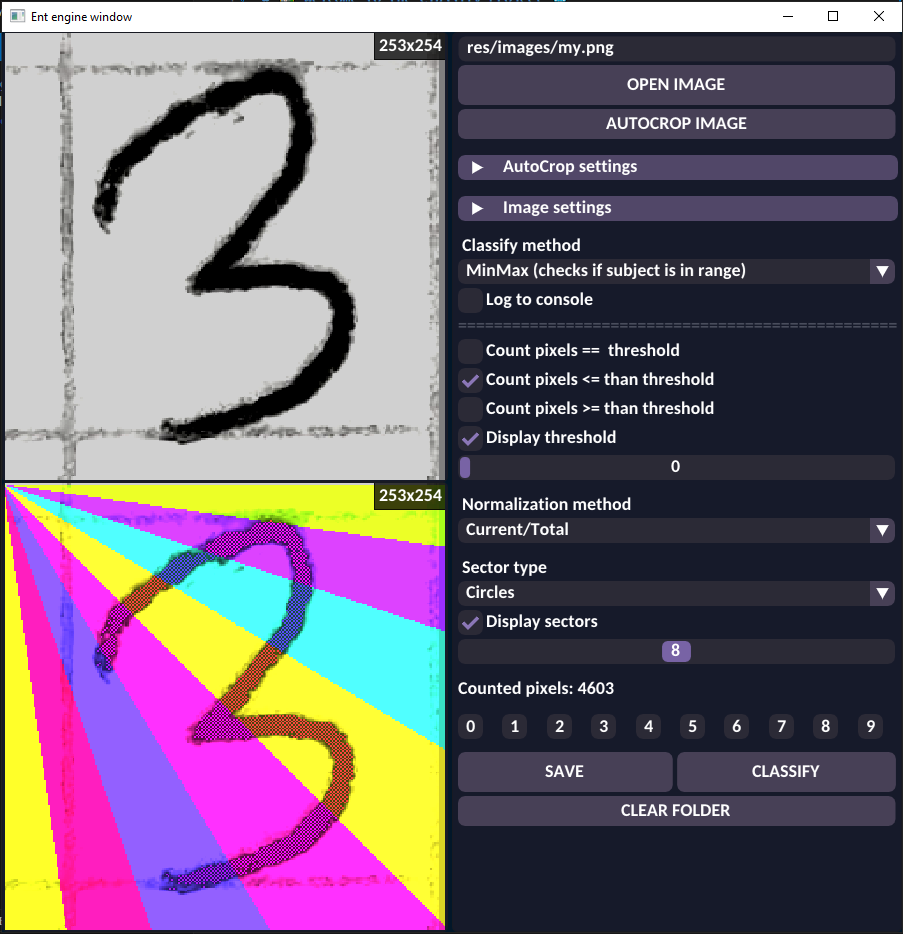 Ent engine window
253x254
3
253x254
res/images/my.png
OPEN IMAGE
AUTOCROP IMAGE
AutoCrop settings
Image settings
Classify method
MinMax (checks if subject is in range)
Log to console
================================================
Count pixels ==  threshold
Count pixels <= than threshold
Count pixels >= than threshold
Display threshold
0
Normalization method
Current/Total
Sector type
Circles
Display sectors
8
Counted pixels: 4603
0 1 2 3 4 5 6 7 8 9
SAVE CLASSIFY
CLEAR FOLDER
3